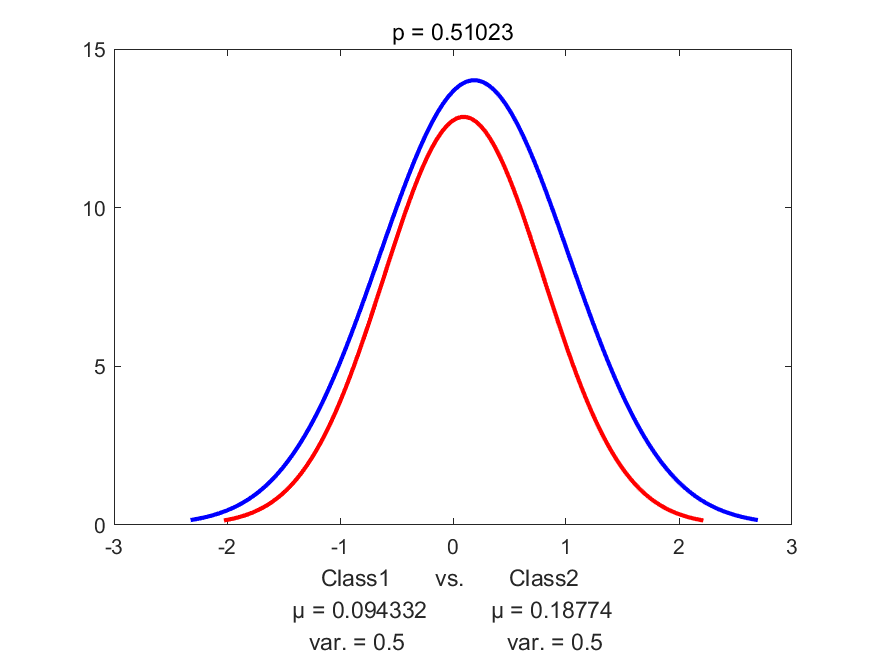 p = 0.51023
15
10
5
0
-3 -2 -1 0 1 2 3
Class1 vs. Class2
μ = 0.094332 μ = 0.18774
var. = 0.5 var. = 0.5